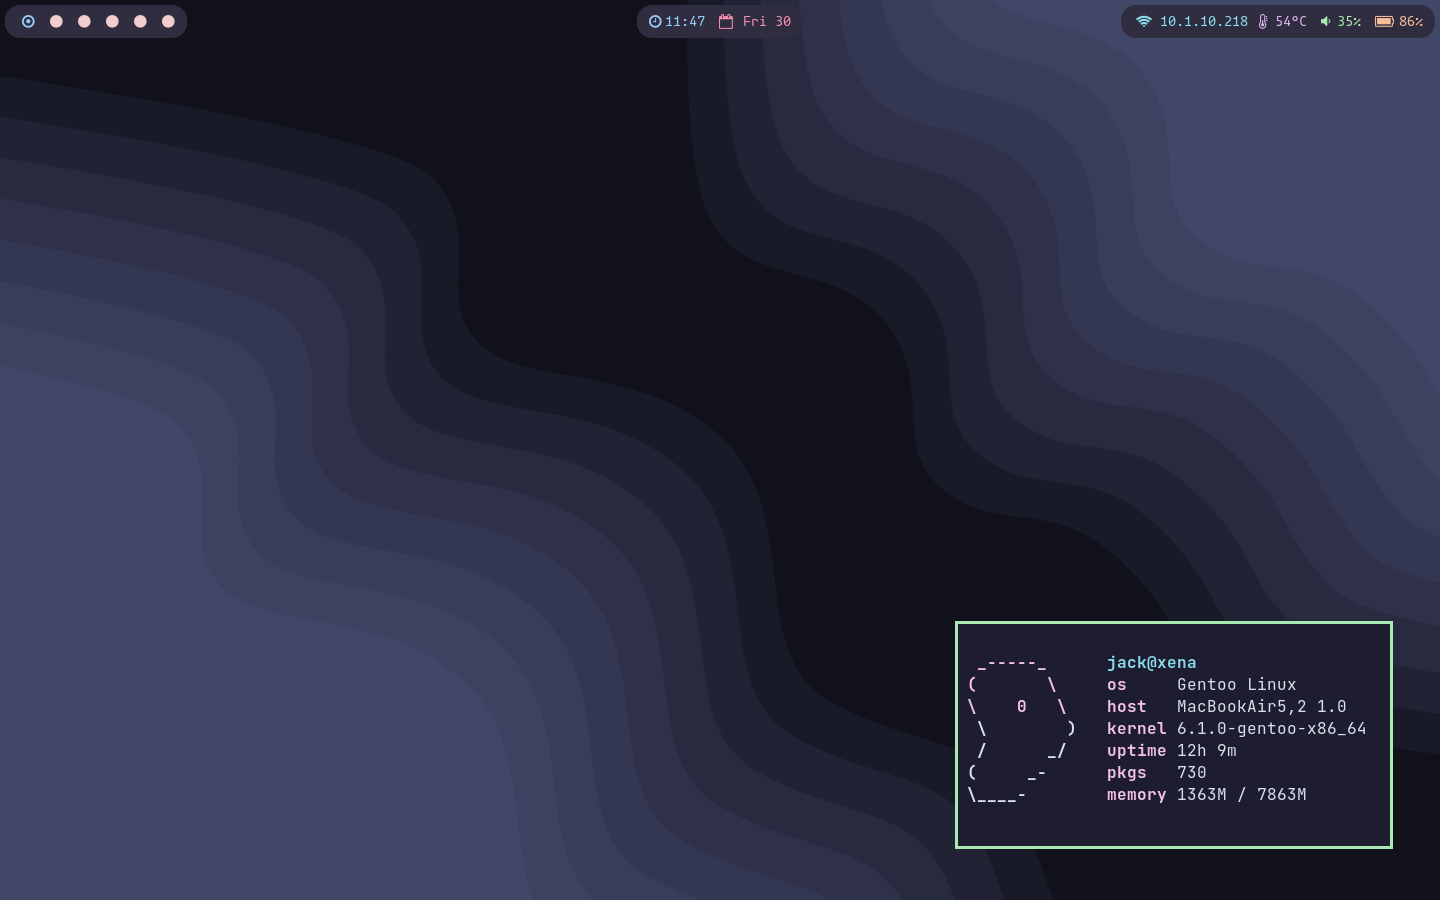 11:47 Fri 30
10.1.10.218 54°C 35% 86%
 _-----_
(       \
\    0   \
 \        )
 /      _/
(     _-
\____-
jack@xena
os Gentoo Linux
host MacBookAir5,2 1.0
kernel 6.1.0-gentoo-x86_64
uptime 12h 9m
pkgs 730
memory 1363M / 7863M